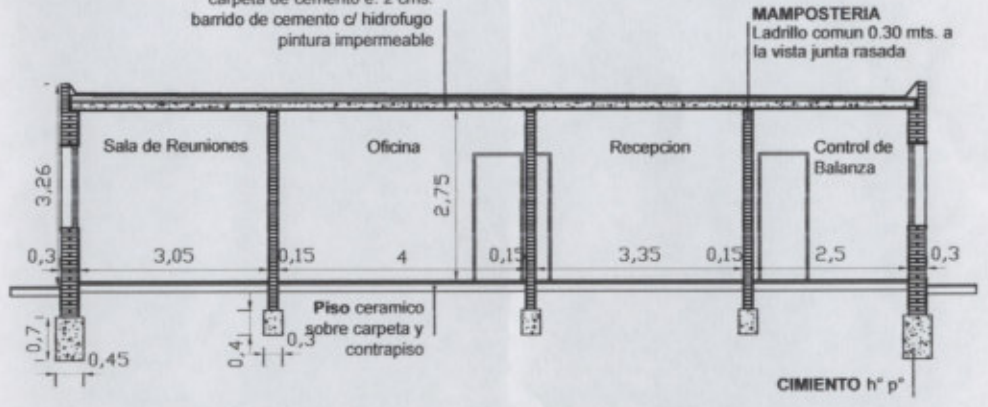 carpeta de cemento e: 2 cms.
barrido de cemento c/ hidrofugo
pintura impermeable
MAMPOSTERIA
Ladrillo comun 0.30 mts. a
la vista junta rasada
Sala de Reuniones
Oficina
Recepcion
Control de
Balanza
3,26
2,75
0,3
3,05
0,15
4
0,15
3,35
0,15
2,5
0,3
Piso ceramico
sobre carpeta y
contrapiso
0,7
0,45
0,4
0,3
CIMIENTO h° p°